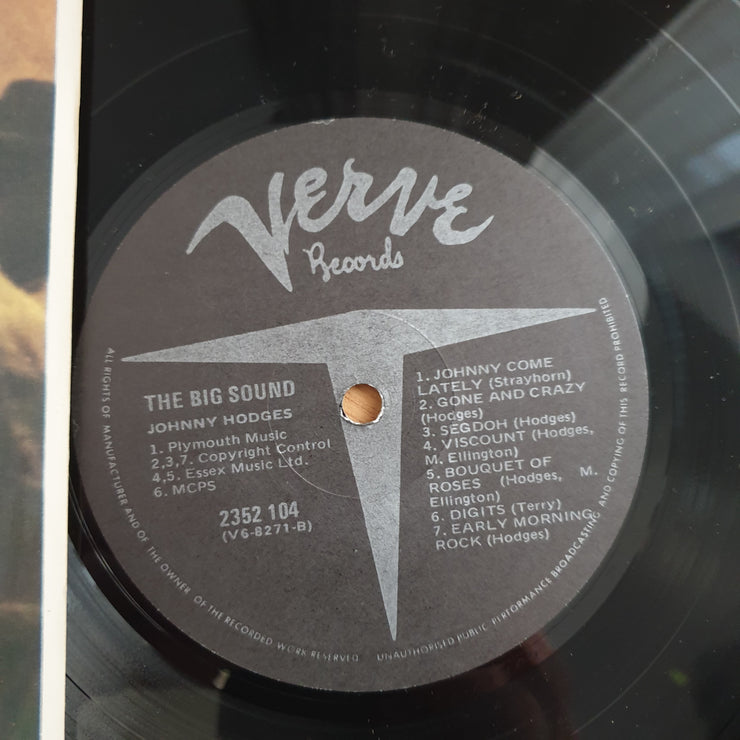 Verve
Records
THE BIG SOUND
JOHNNY HODGES
1. Plymouth Music
2,3,7. Copyright Control
4,5. Essex Music Ltd.
6. MCPS
2352 104
(V6-8271-B)
1. JOHNNY COME
LATELY (Strayhorn)
2. GONE AND CRAZY
(Hodges)
3. SEGDOH (Hodges)
4. VISCOUNT (Hodges,
M. Ellington)
5. BOUQUET OF
ROSES (Hodges, M.
Ellington)
6. DIGITS (Terry)
7. EARLY MORNING
ROCK (Hodges)
ALL RIGHTS OF MANUFACTURER AND OF THE OWNER OF THE RECORDED WORK RESERVED UNAUTHORISED PUBLIC PERFORMANCE BROADCASTING AND COPYING OF THIS RECORD PROHIBITED